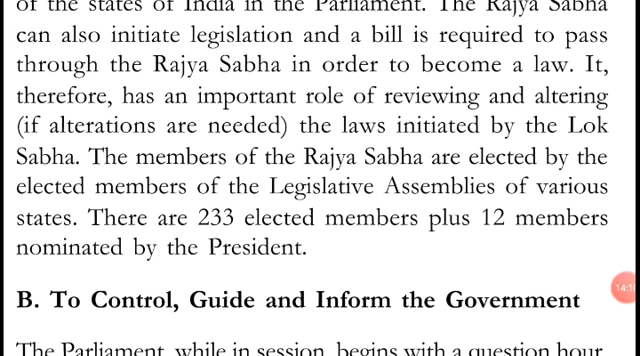 of the states of India in the Parliament. The Rajya Sabha
can also initiate legislation and a bill is required to pass
through the Rajya Sabha in order to become a law. It,
therefore, has an important role of reviewing and altering
(if alterations are needed) the laws initiated by the Lok
Sabha. The members of the Rajya Sabha are elected by the
elected members of the Legislative Assemblies of various
states. There are 233 elected members plus 12 members
nominated by the President.
B. To Control, Guide and Inform the Government
The Parliament, while in session, begins with a question hour.